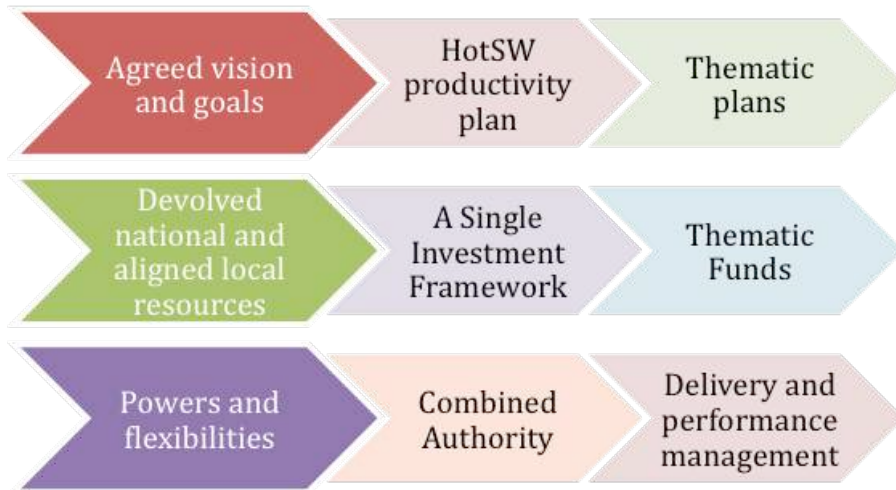 Agreed vision
and goals
HotSW
productivity
plan
Thematic
plans
Devolved
national and
aligned local
resources
A Single
Investment
Framework
Thematic
Funds
Powers and
flexibilities
Combined
Authority
Delivery and
performance
management